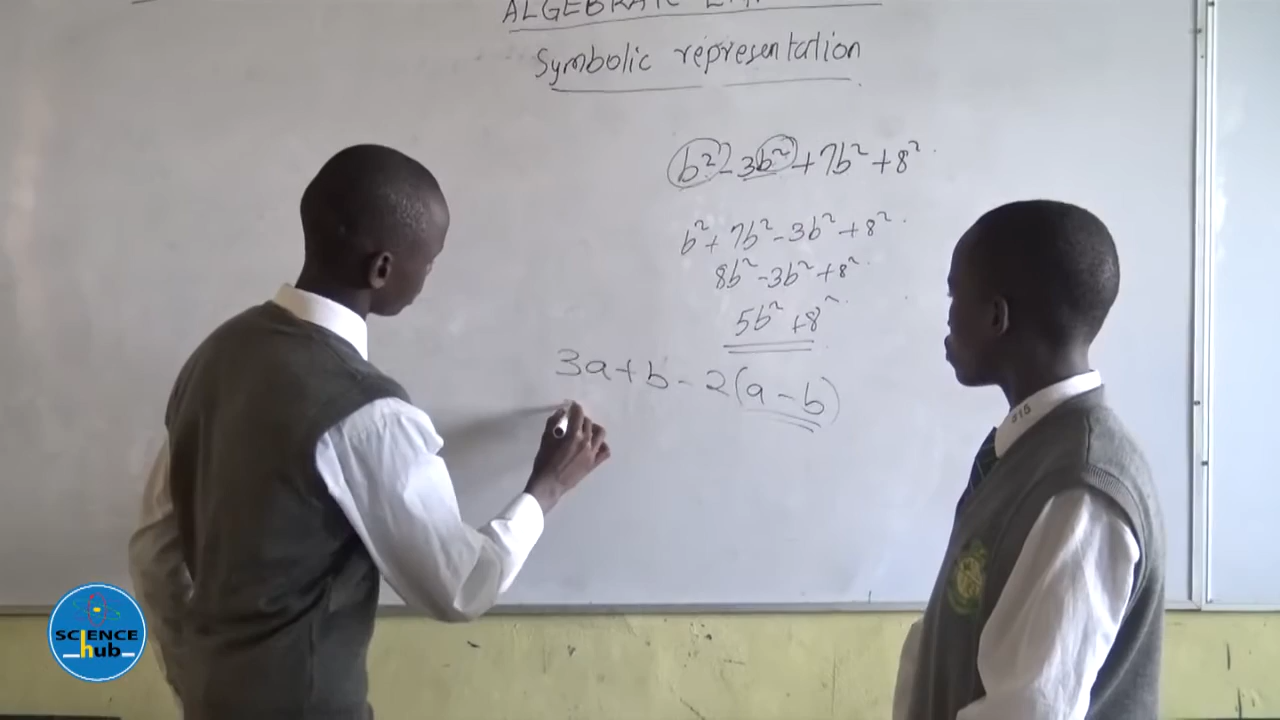 ALGEBRAIC
Symbolic representation
b² - 3b² + 7b² + 8²
b² + 7b² - 3b² + 8²
8b² - 3b² + 8²
5b² + 8²
3a + b - 2(a - b)
315
SCIENCE
hub